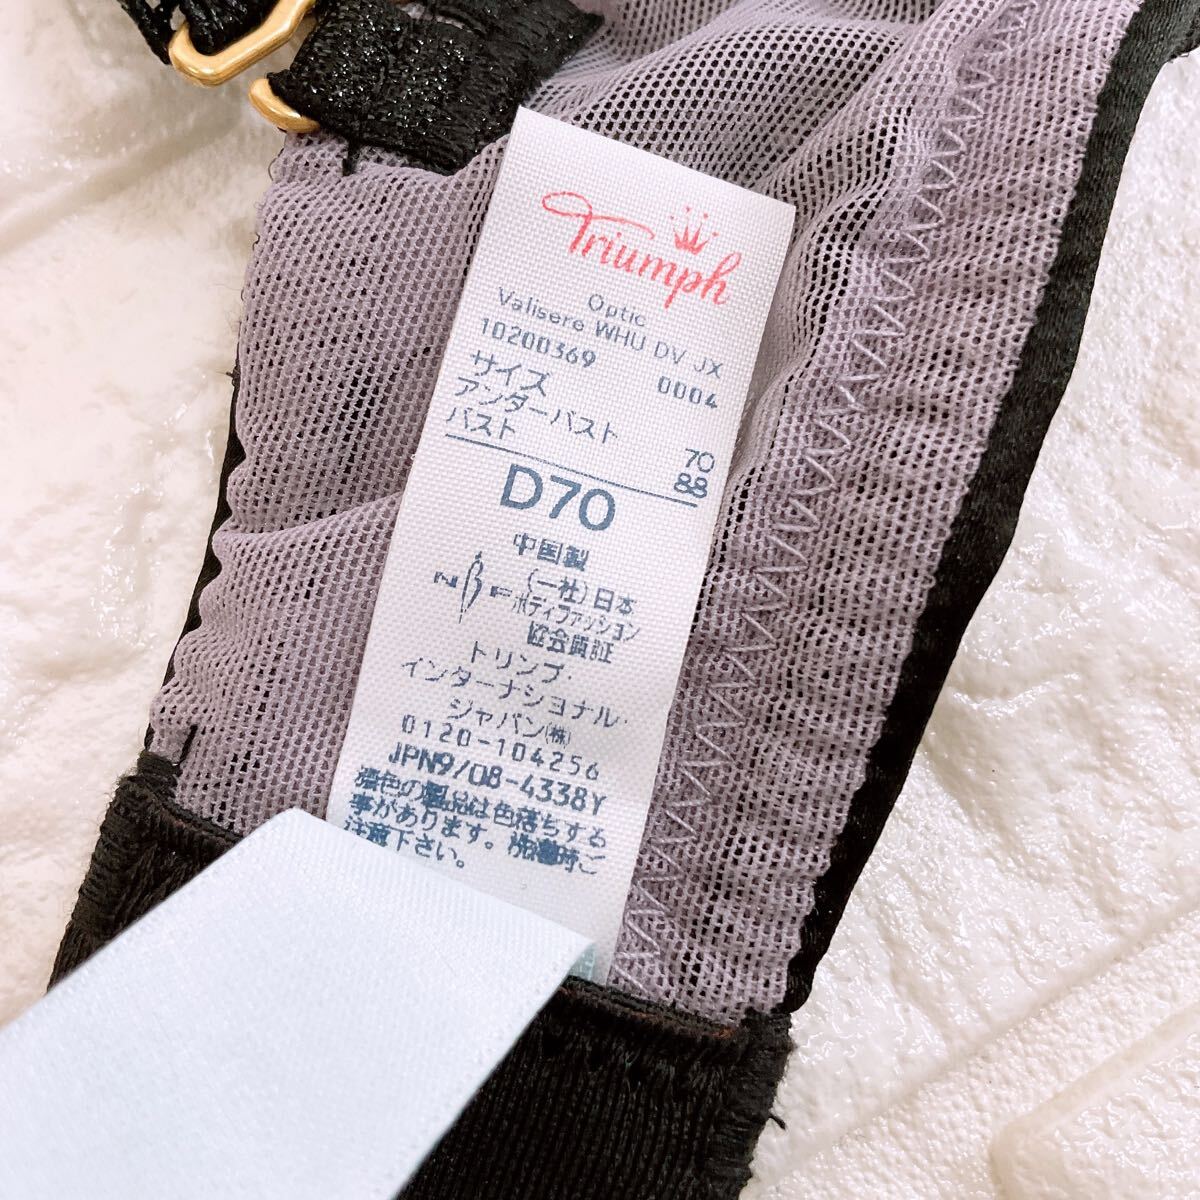 Triumph
Optic
Valisere WHU DV JX
10200369 0004
サイズ
アンダーバスト 70
バスト 88
D70
中国製
NBF (一社)日本
ボディファッション
協会質証
トリンプ・
インターナショナル・
ジャパン(株)
0120-104256
JPN9/08-4338Y
濃色の製品は色落ちする
事があります。洗濯時ご
注意下さい。